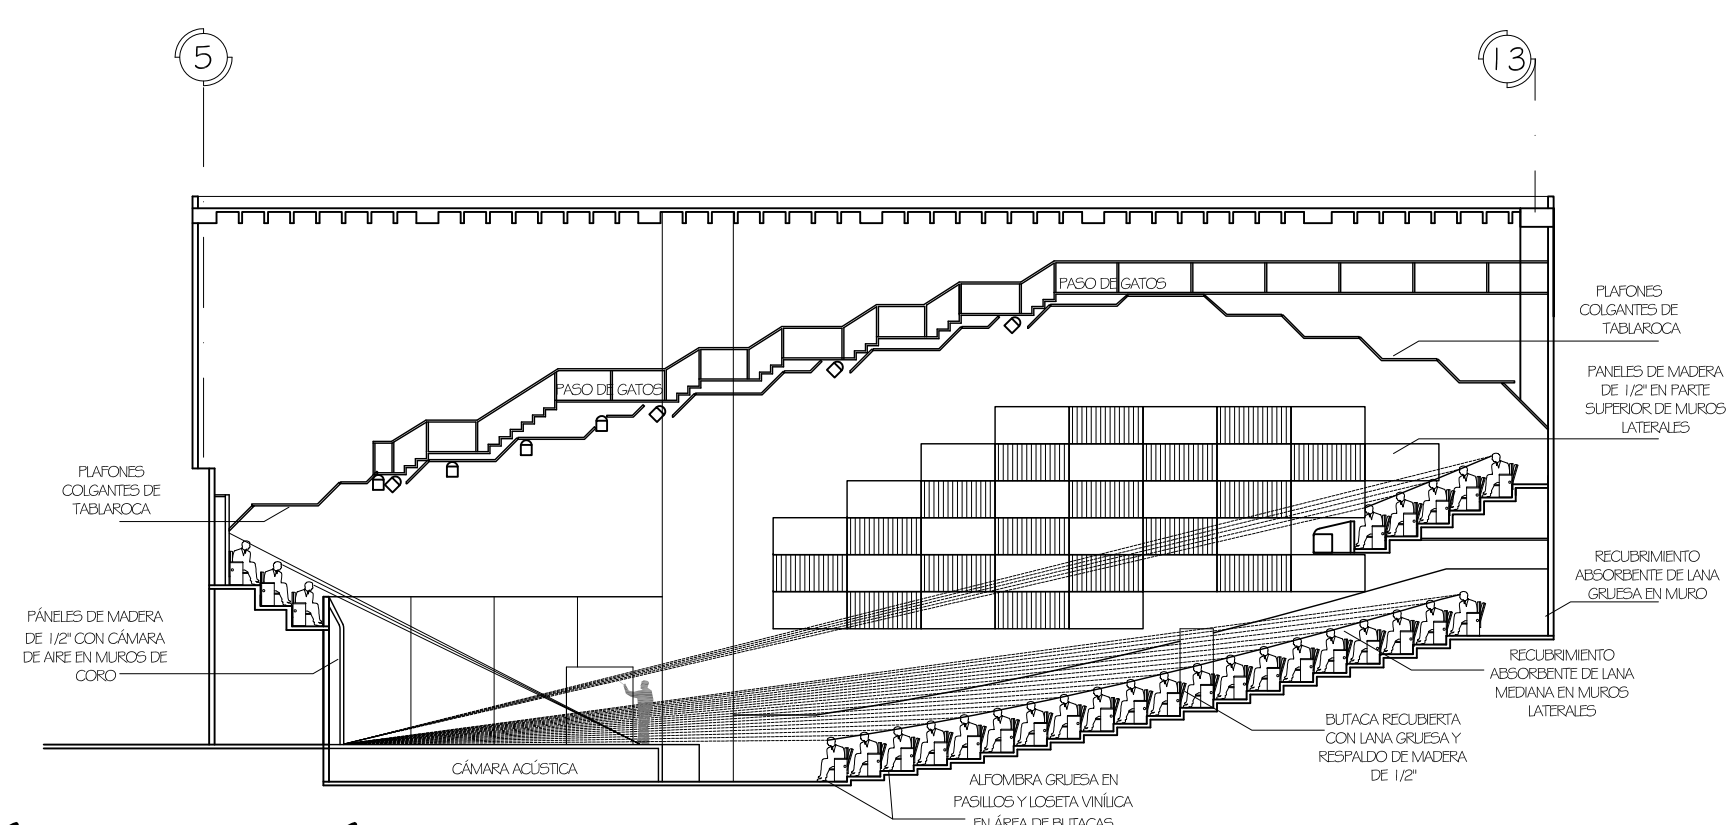 5
13
PASO DE GATOS
PLAFONES
COLGANTES DE
TABLAROCA
PANELES DE MADERA
DE 1/2" EN PARTE
SUPERIOR DE MUROS
LATERALES
PASO DE GATOS
PLAFONES
COLGANTES DE
TABLAROCA
RECUBRIMIENTO
ABSORBENTE DE LANA
GRUESA EN MURO
PÁNELES DE MADERA
DE 1/2" CON CÁMARA
DE AIRE EN MUROS DE
CORO
RECUBRIMIENTO
ABSORBENTE DE LANA
MEDIANA EN MUROS
LATERALES
BUTACA RECUBIERTA
CON LANA GRUESA Y
RESPALDO DE MADERA
DE 1/2"
CÁMARA ACÚSTICA
ALFOMBRA GRUESA EN
PASILLOS Y LOSETA VINÍLICA
EN ÁREA DE BUTACAS